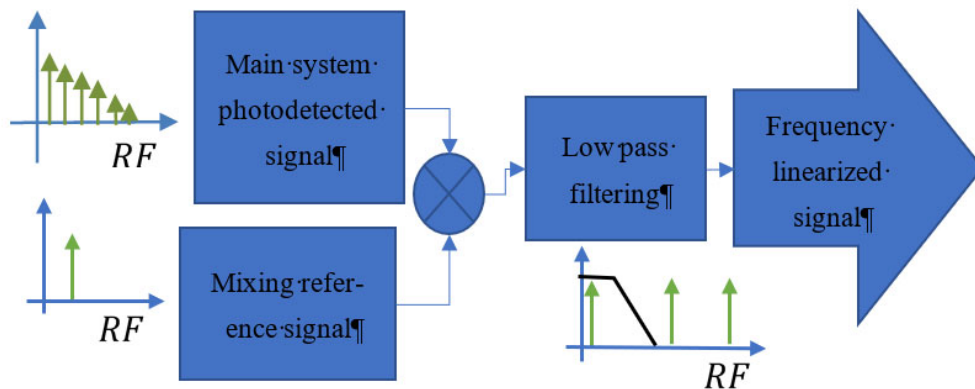 Main·system·
photodetected·
signal¶
RF
Mixing·refer-
ence·signal¶
RF
Low·pass·
filtering¶
RF
Frequency·
linearized·
signal¶